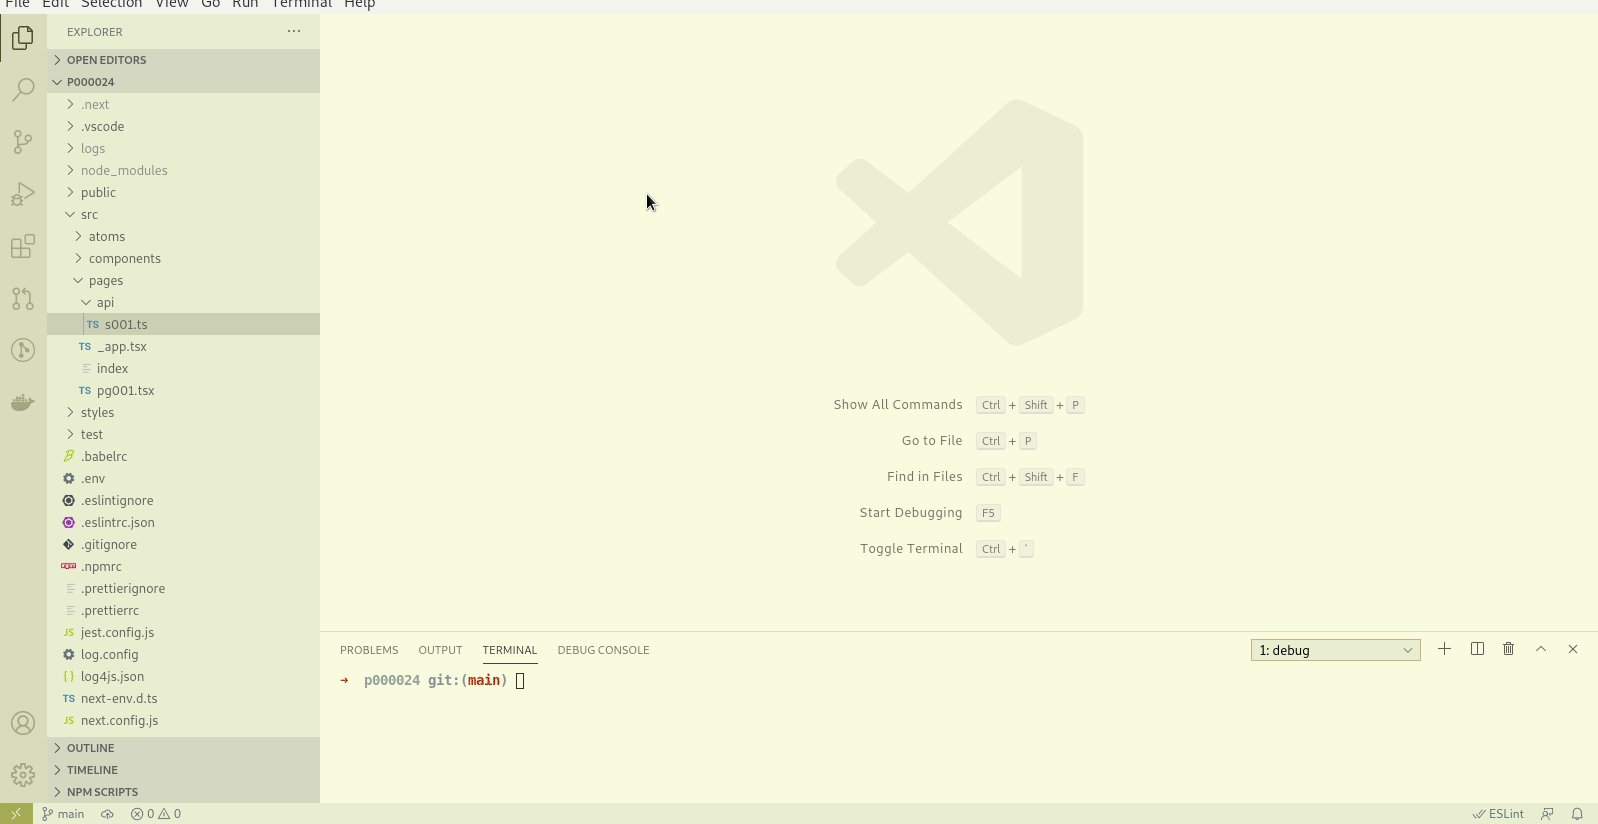 File Edit Selection View Go Run Terminal Help
EXPLORER ···
OPEN EDITORS
P000024
.next
.vscode
logs
node_modules
public
src
atoms
components
pages
api
TS s001.ts
TS _app.tsx
index
TS pg001.tsx
styles
test
.babelrc
.env
.eslintignore
.eslintrc.json
.gitignore
npm .npmrc
.prettierignore
.prettierrc
JS jest.config.js
log.config
{ } log4js.json
TS next-env.d.ts
JS next.config.js
OUTLINE
TIMELINE
NPM SCRIPTS
Show All Commands Ctrl + Shift + P
Go to File Ctrl + P
Find in Files Ctrl + Shift + F
Start Debugging F5
Toggle Terminal Ctrl + `
PROBLEMS OUTPUT TERMINAL DEBUG CONSOLE 1: debug
→ p000024 git:(main)
main 0 0 ESLint